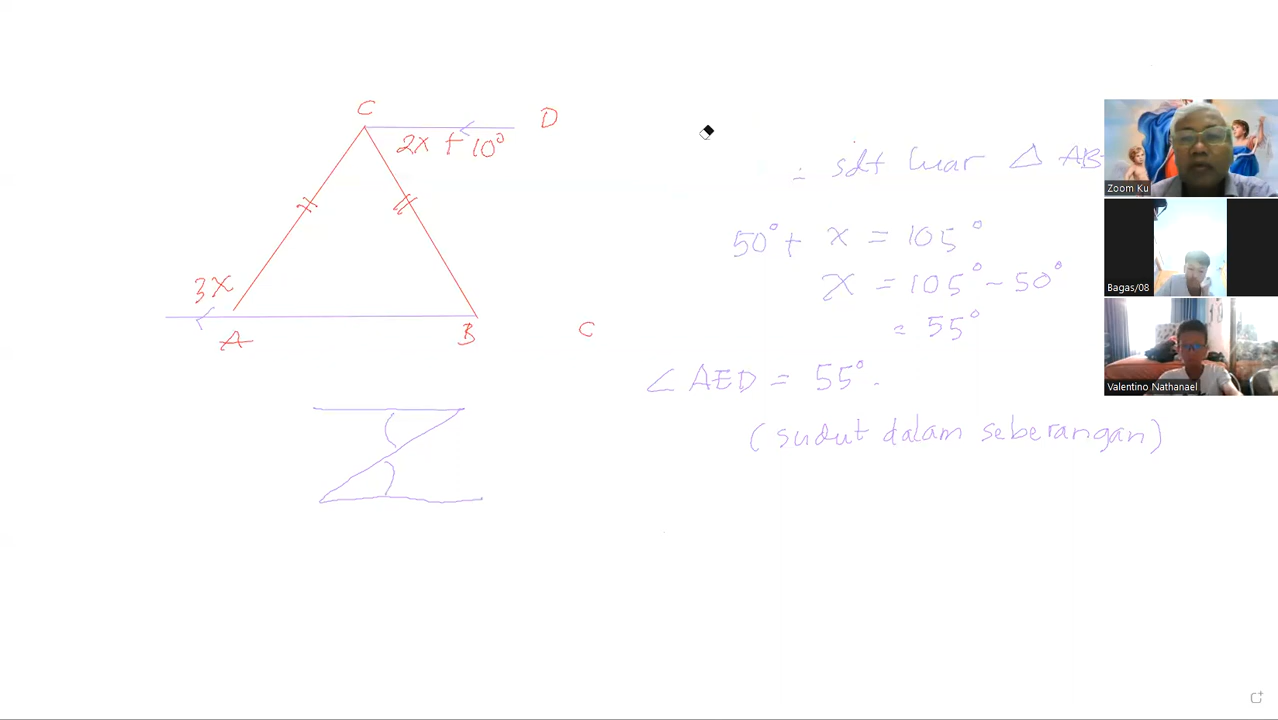 C
D
2x + 10°
3x
A
B
C
= sdt luar △ AB
50° + x = 105°
x = 105° - 50°
= 55°
∠ AED = 55°.
(sudut dalam seberangan)
Zoom Ku
Bagas/08
Valentino Nathanael